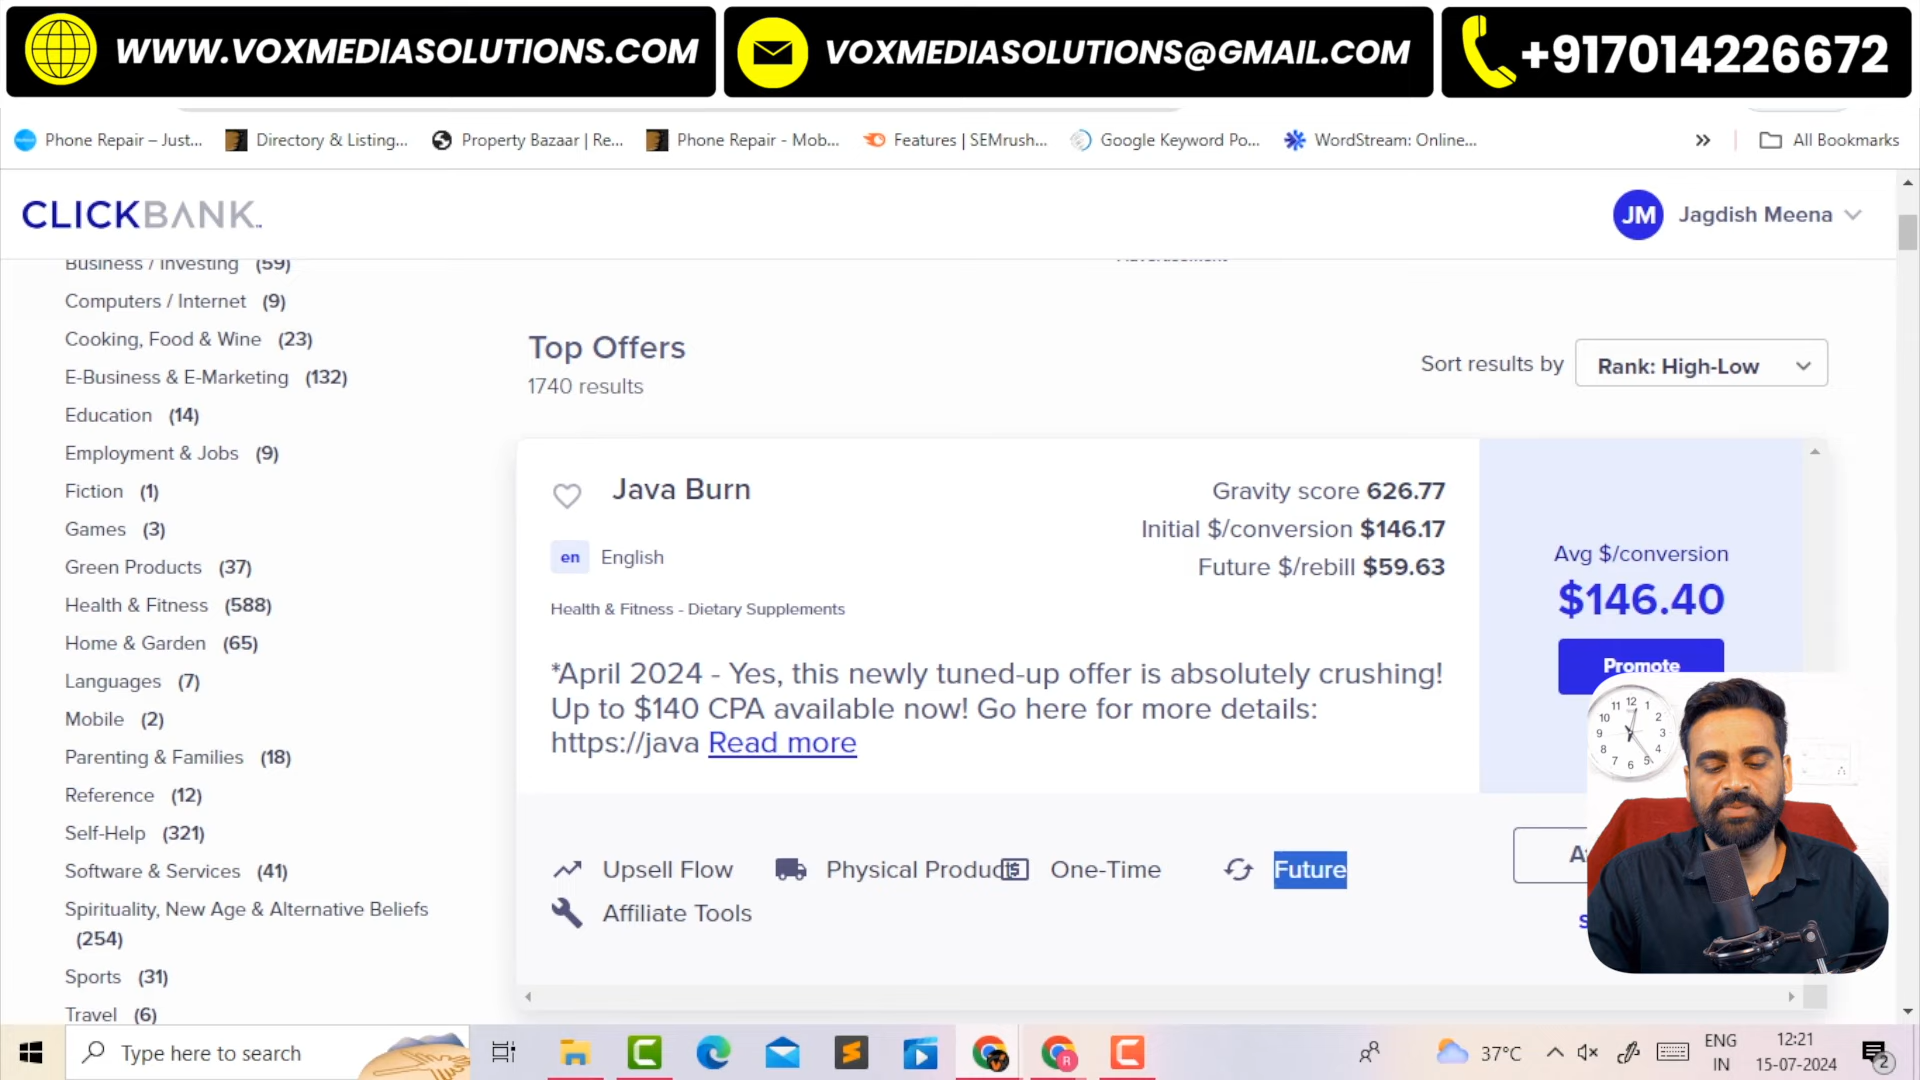 WWW.VOXMEDIASOLUTIONS.COM
VOXMEDIASOLUTIONS@GMAIL.COM
+917014226672
Phone Repair – Just...
Directory & Listing...
Property Bazaar | Re...
Phone Repair - Mob...
Features | SEMrush...
Google Keyword Po...
WordStream: Online...
All Bookmarks
CLICKBANK
JM
Jagdish Meena
Business / Investing (59)
Computers / Internet (9)
Cooking, Food & Wine (23)
E-Business & E-Marketing (132)
Education (14)
Employment & Jobs (9)
Fiction (1)
Games (3)
Green Products (37)
Health & Fitness (588)
Home & Garden (65)
Languages (7)
Mobile (2)
Parenting & Families (18)
Reference (12)
Self-Help (321)
Software & Services (41)
Spirituality, New Age & Alternative Beliefs
(254)
Sports (31)
Travel (6)
Top Offers
1740 results
Sort results by
Rank: High-Low
Java Burn
en English
Health & Fitness - Dietary Supplements
Gravity score 626.77
Initial $/conversion $146.17
Future $/rebill $59.63
*April 2024 - Yes, this newly tuned-up offer is absolutely crushing!
Up to $140 CPA available now! Go here for more details:
https://java Read more
Avg $/conversion
$146.40
Promote
Upsell Flow
Physical Product
One-Time
Future
Affiliate Tools
Type here to search
37°C
ENG
IN
12:21
15-07-2024
2